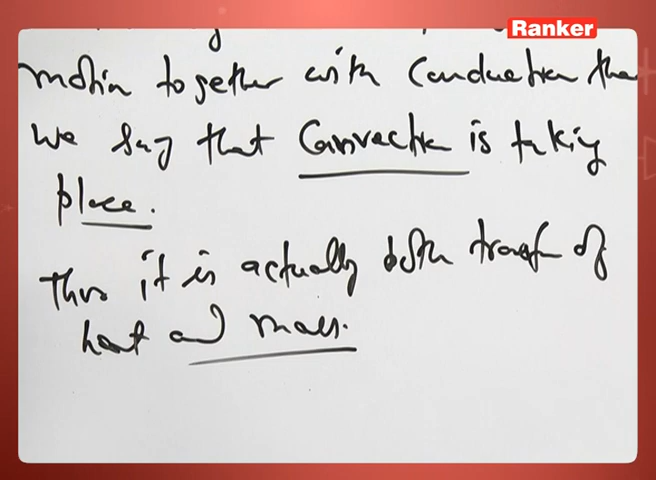 Ranker
motion together with Conduction then
we say that Convection is taking
place.
thus it is actually both transfer of
heat and mass.